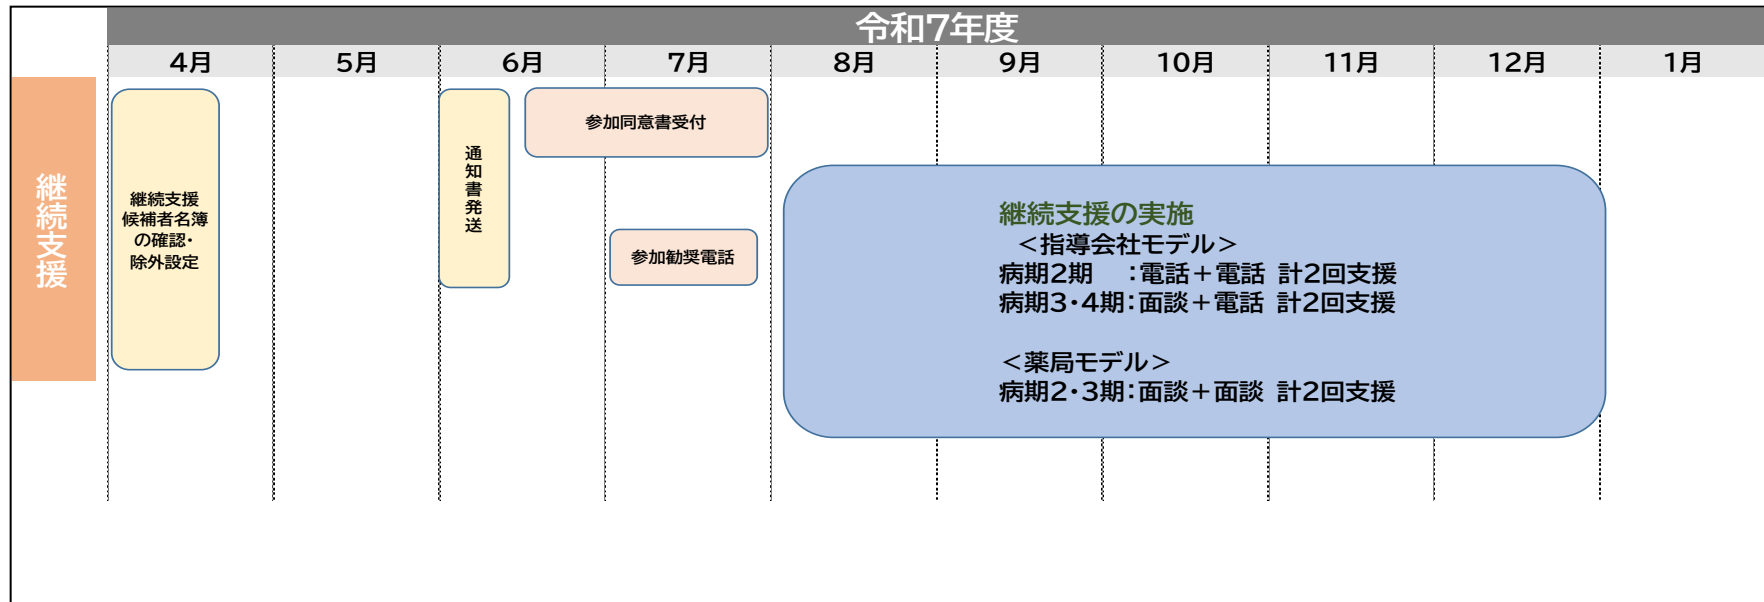 令和7年度
4月
5月
6月
7月
8月
9月
10月
11月
12月
1月
継続支援
継続支援
候補者名簿
の確認・
除外設定
通知書発送
参加同意書受付
参加勧奨電話
継続支援の実施
＜指導会社モデル＞
病期2期　：電話＋電話 計2回支援
病期3・4期：面談＋電話 計2回支援
＜薬局モデル＞
病期2・3期：面談＋面談 計2回支援